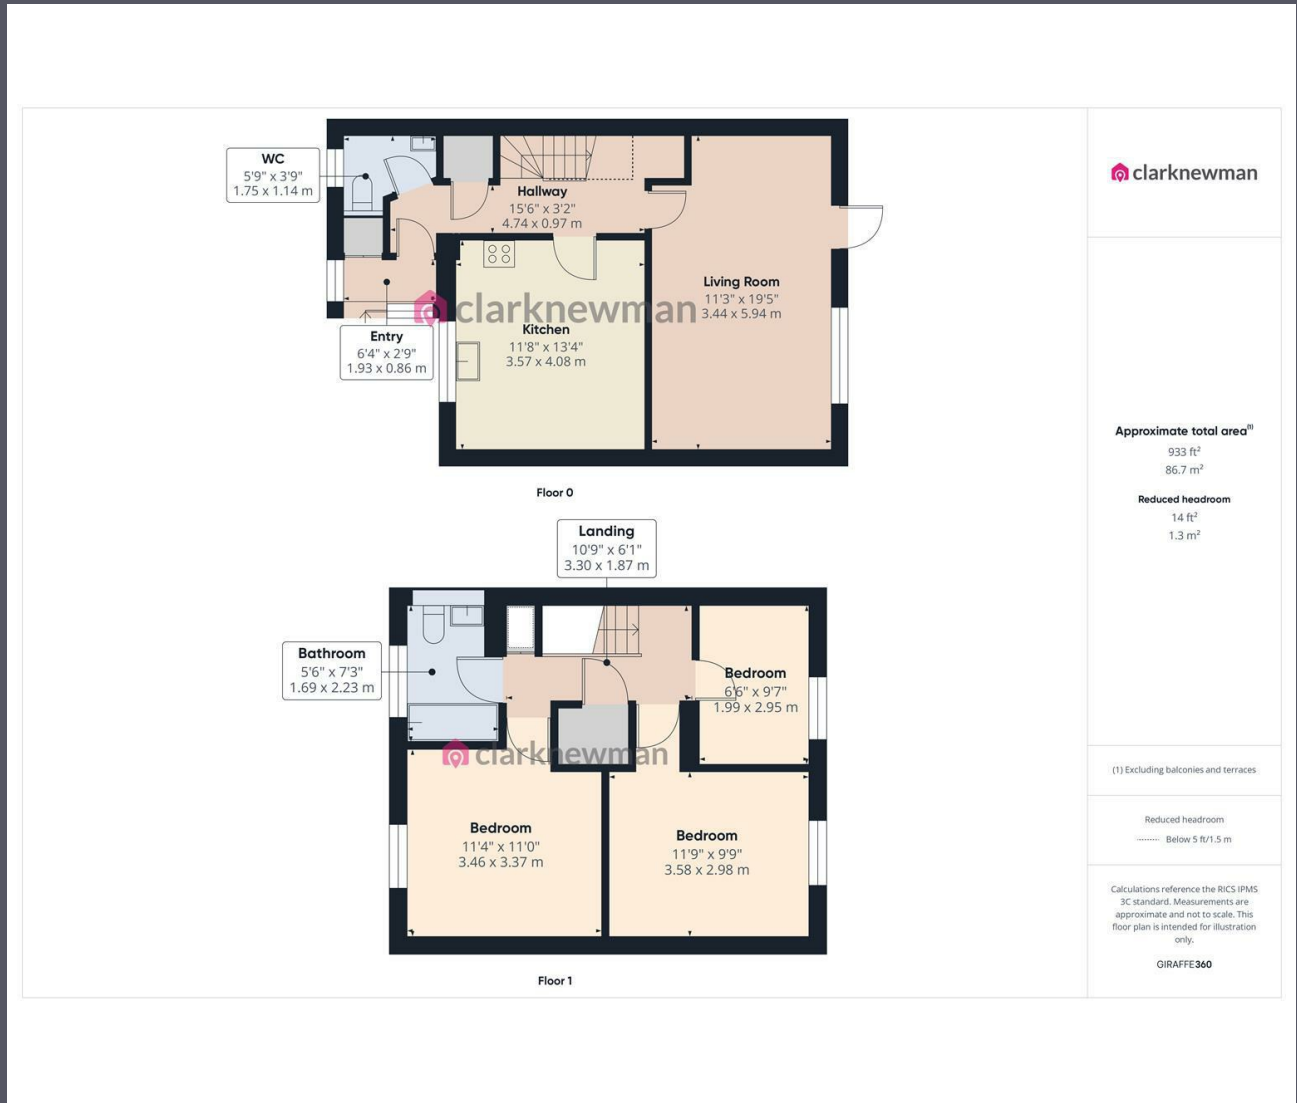 WC
5'9" x 3'9"
1.75 x 1.14 m
Hallway
15'6" x 3'2"
4.74 x 0.97 m
Living Room
11'3" x 19'5"
3.44 x 5.94 m
clarknewman
Kitchen
11'8" x 13'4"
3.57 x 4.08 m
Entry
6'4" x 2'9"
1.93 x 0.86 m
Floor 0
Landing
10'9" x 6'1"
3.30 x 1.87 m
Bathroom
5'6" x 7'3"
1.69 x 2.23 m
Bedroom
6'6" x 9'7"
1.99 x 2.95 m
clarknewman
Bedroom
11'4" x 11'0"
3.46 x 3.37 m
Bedroom
11'9" x 9'9"
3.58 x 2.98 m
Floor 1
clarknewman
Approximate total area(1)
933 ft²
86.7 m²
Reduced headroom
14 ft²
1.3 m²
(1) Excluding balconies and terraces
Reduced headroom
Below 5 ft/1.5 m
Calculations reference the RICS IPMS
3C standard. Measurements are
approximate and not to scale. This
floor plan is intended for illustration
only.
GIRAFFE360